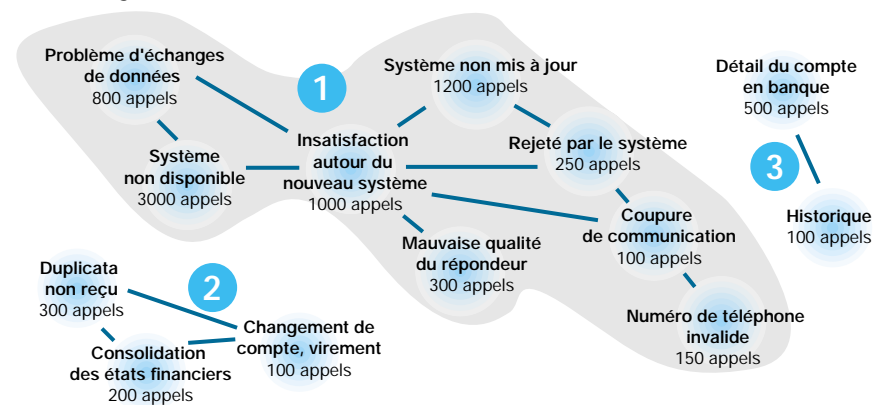 Problème d'échanges
de données
800 appels
1
Système non mis à jour
1200 appels
Détail du compte
en banque
500 appels
Système
non disponible
3000 appels
Insatisfaction
autour du
nouveau système
1000 appels
Rejeté par le système
250 appels
3
Coupure
de communication
100 appels
Historique
100 appels
Mauvaise qualité
du répondeur
300 appels
Duplicata
non reçu
300 appels
2
Changement de
compte, virement
100 appels
Consolidation
des états financiers
200 appels
Numéro de téléphone
invalide
150 appels